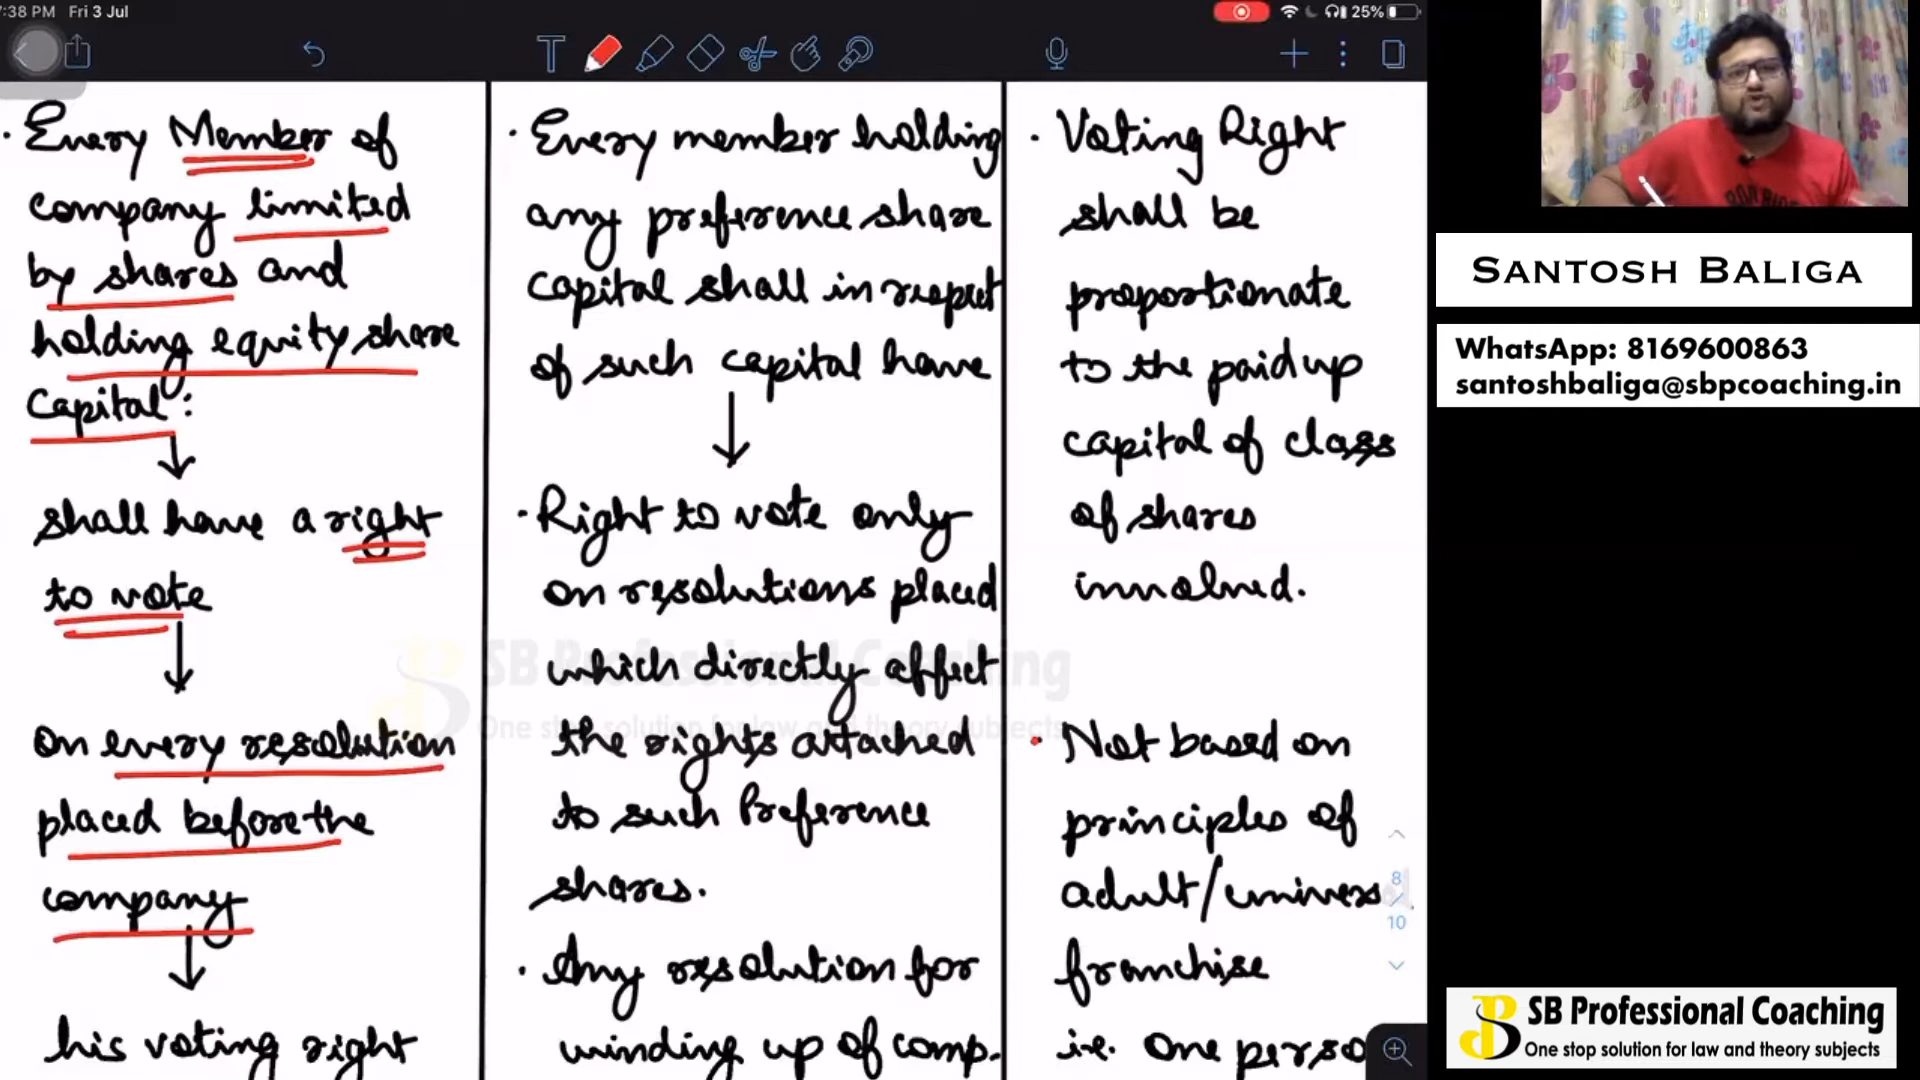 7:38 PM Fri 3 Jul
25%
T
· Every Member of
company limited
by shares and
holding equity share
Capital:
shall have a right
to vote
on every resolution
placed before the
company
his voting right
· Every member holding
any preference share
capital shall in respect
of such capital have
· Right to vote only
on resolutions placed
which directly affect
the rights attached
to such Preference
shares.
· Any resolution for
winding up of comp.
· Voting Right
shall be
proportionate
to the paid up
capital of class
of shares
involved.
· Not based on
principles of
adult/universal
franchise
i.e. One perso
8
10
SB Professional Coaching
One stop solution for law and theory subjects
SANTOSH BALIGA
WhatsApp: 8169600863
santoshbaliga@sbpcoaching.in
SB Professional Coaching
One stop solution for law and theory subjects